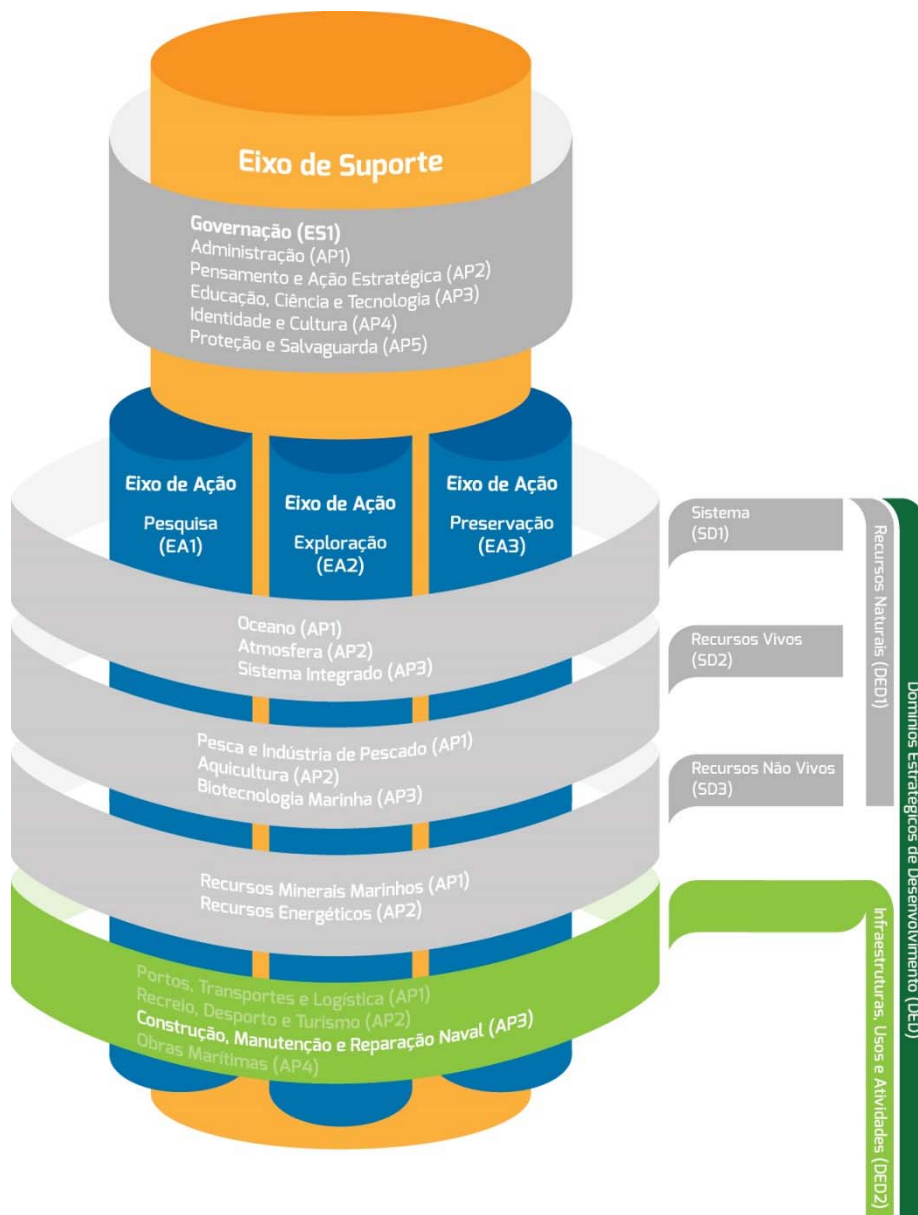 Eixo de Suporte
Governação (ES1)
Administração (AP1)
Pensamento e Ação Estratégica (AP2)
Educação, Ciência e Tecnologia (AP3)
Identidade e Cultura (AP4)
Proteção e Salvaguarda (AP5)
Eixo de Ação
Pesquisa
(EA1)
Eixo de Ação
Exploração
(EA2)
Eixo de Ação
Preservação
(EA3)
Oceano (AP1)
Atmosfera (AP2)
Sistema Integrado (AP3)
Pesca e Indústria de Pescado (AP1)
Aquicultura (AP2)
Biotecnologia Marinha (AP3)
Recursos Minerais Marinhos (AP1)
Recursos Energéticos (AP2)
Portos, Transportes e Logística (AP1)
Recreio, Desporto e Turismo (AP2)
Construção, Manutenção e Reparação Naval (AP3)
Obras Marítimas (AP4)
Sistema
(SD1)
Recursos Vivos
(SD2)
Recursos Não Vivos
(SD3)
Recursos Naturais (DED1)
Infraestruturas, Usos e Atividades (DED2)
Domínios Estratégicos de Desenvolvimento (DED)